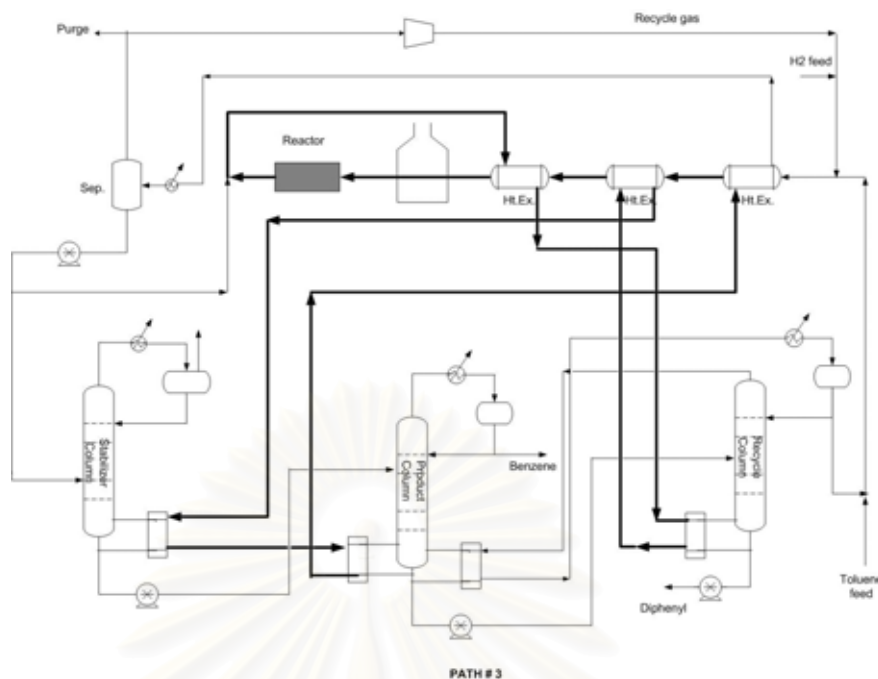 Purge
Recycle gas
H2 feed
Reactor
Sep.
Ht.Ex.
Ht.Ex.
Ht.Ex.
Stabilizer
Column
Product
Column
Recycle
Column
Benzene
Diphenyl
Toluene
feed
PATH # 3